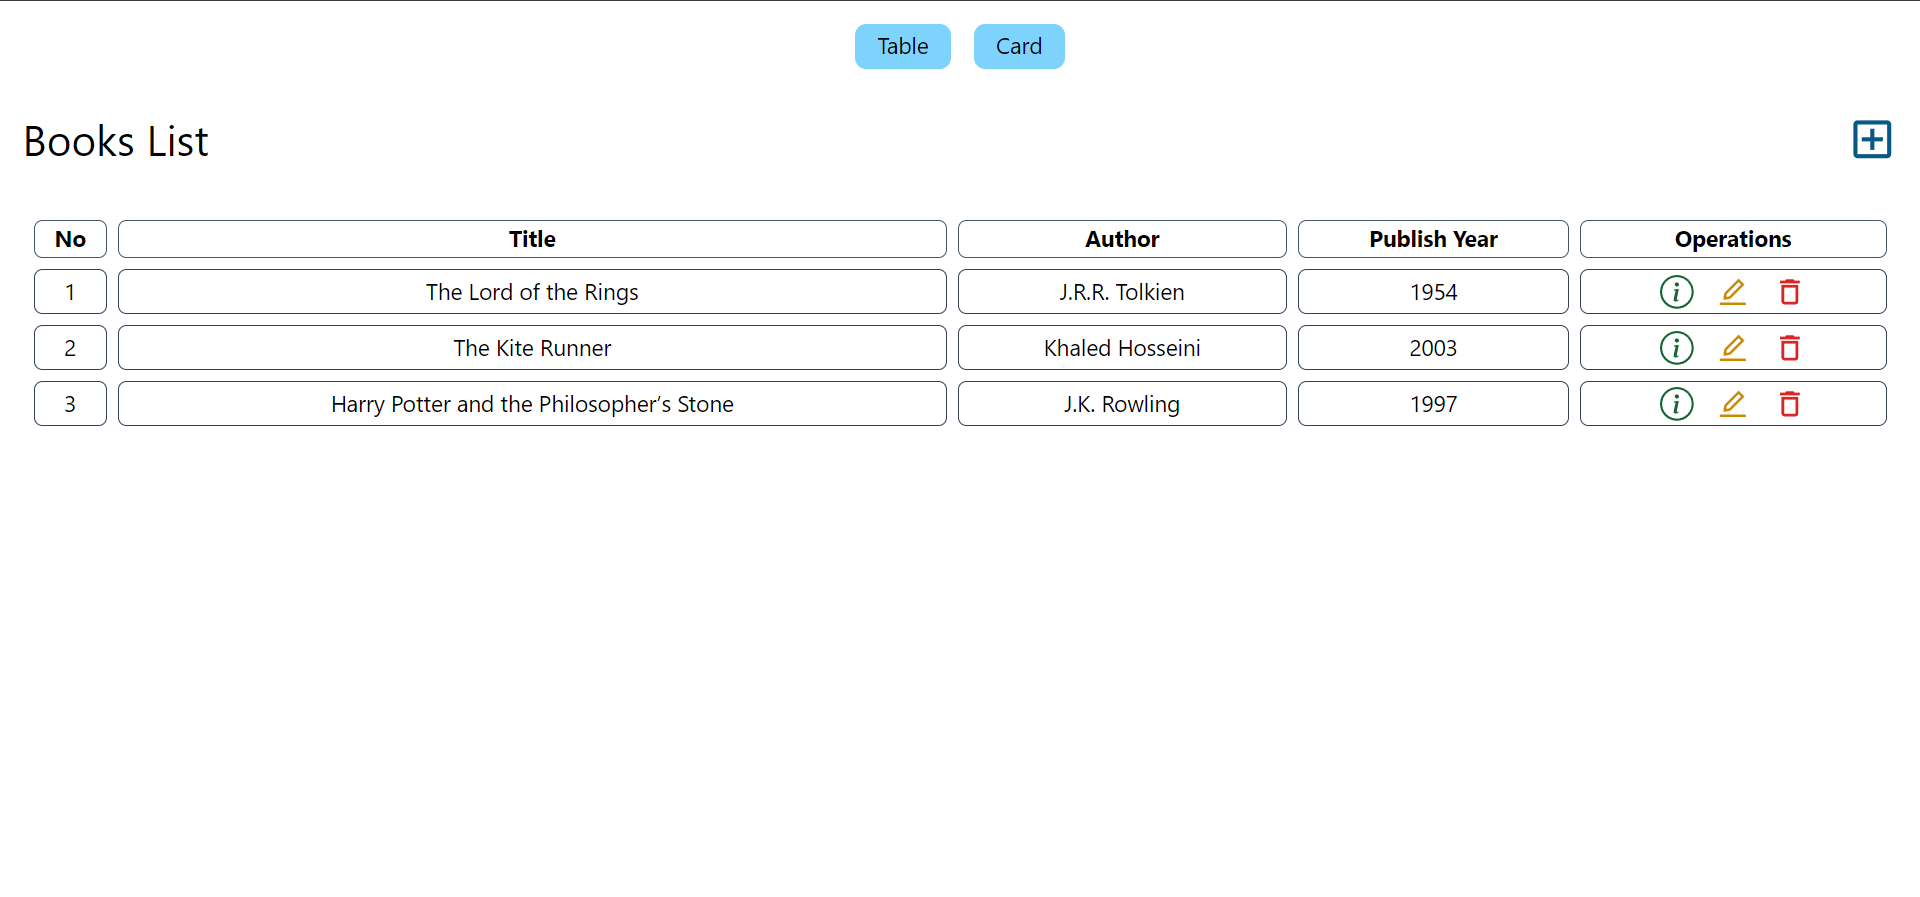 Table Card
Books List
No Title Author Publish Year Operations
1 The Lord of the Rings J.R.R. Tolkien 1954
2 The Kite Runner Khaled Hosseini 2003
3 Harry Potter and the Philosopher’s Stone J.K. Rowling 1997